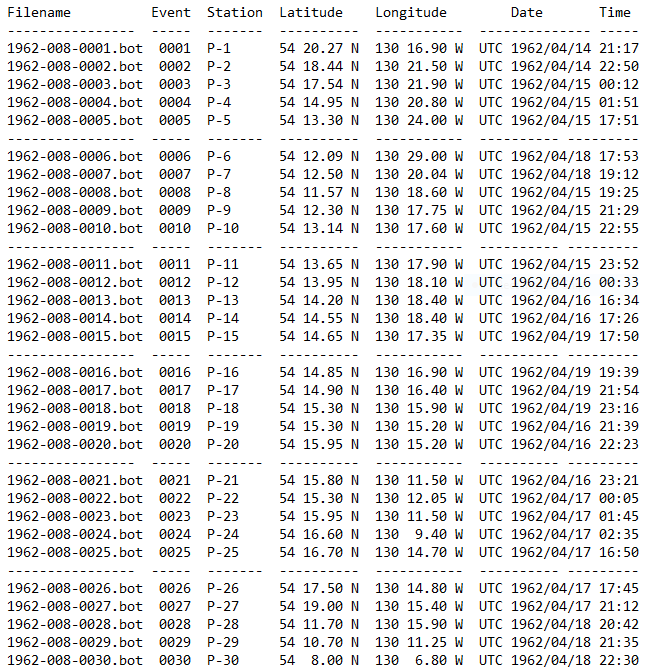 Filename          Event  Station  Latitude    Longitude        Date       Time
----------------  -----  -------  ----------  -----------  -------------- -----
1962-008-0001.bot  0001  P-1      54 20.27 N  130 16.90 W  UTC 1962/04/14 21:17
1962-008-0002.bot  0002  P-2      54 18.44 N  130 21.50 W  UTC 1962/04/14 22:50
1962-008-0003.bot  0003  P-3      54 17.54 N  130 21.90 W  UTC 1962/04/15 00:12
1962-008-0004.bot  0004  P-4      54 14.95 N  130 20.80 W  UTC 1962/04/15 01:51
1962-008-0005.bot  0005  P-5      54 13.30 N  130 24.00 W  UTC 1962/04/15 17:51
----------------  -----  -------  ----------  -----------  ---------- ---------
1962-008-0006.bot  0006  P-6      54 12.09 N  130 29.00 W  UTC 1962/04/18 17:53
1962-008-0007.bot  0007  P-7      54 12.50 N  130 20.04 W  UTC 1962/04/18 19:12
1962-008-0008.bot  0008  P-8      54 11.57 N  130 18.60 W  UTC 1962/04/15 19:25
1962-008-0009.bot  0009  P-9      54 12.30 N  130 17.75 W  UTC 1962/04/15 21:29
1962-008-0010.bot  0010  P-10     54 13.14 N  130 17.60 W  UTC 1962/04/15 22:55
----------------  -----  -------  ----------  -----------  ---------- ---------
1962-008-0011.bot  0011  P-11     54 13.65 N  130 17.90 W  UTC 1962/04/15 23:52
1962-008-0012.bot  0012  P-12     54 13.95 N  130 18.10 W  UTC 1962/04/16 00:33
1962-008-0013.bot  0013  P-13     54 14.20 N  130 18.40 W  UTC 1962/04/16 16:34
1962-008-0014.bot  0014  P-14     54 14.55 N  130 18.40 W  UTC 1962/04/16 17:26
1962-008-0015.bot  0015  P-15     54 14.65 N  130 17.35 W  UTC 1962/04/16 17:50
----------------  -----  -------  ----------  -----------  ---------- ---------
1962-008-0016.bot  0016  P-16     54 14.85 N  130 16.90 W  UTC 1962/04/19 19:39
1962-008-0017.bot  0017  P-17     54 14.90 N  130 16.40 W  UTC 1962/04/19 21:54
1962-008-0018.bot  0018  P-18     54 15.30 N  130 15.90 W  UTC 1962/04/19 23:16
1962-008-0019.bot  0019  P-19     54 15.30 N  130 15.20 W  UTC 1962/04/16 21:39
1962-008-0020.bot  0020  P-20     54 15.95 N  130 15.20 W  UTC 1962/04/16 22:23
----------------  -----  -------  ----------  -----------  ---------- ---------
1962-008-0021.bot  0021  P-21     54 15.80 N  130 11.50 W  UTC 1962/04/16 23:21
1962-008-0022.bot  0022  P-22     54 15.30 N  130 12.05 W  UTC 1962/04/17 00:05
1962-008-0023.bot  0023  P-23     54 15.95 N  130 11.50 W  UTC 1962/04/17 01:45
1962-008-0024.bot  0024  P-24     54 16.60 N  130  9.40 W  UTC 1962/04/17 02:35
1962-008-0025.bot  0025  P-25     54 16.70 N  130 14.70 W  UTC 1962/04/17 16:50
----------------  -----  -------  ----------  -----------  ---------- ---------
1962-008-0026.bot  0026  P-26     54 17.50 N  130 14.80 W  UTC 1962/04/17 17:45
1962-008-0027.bot  0027  P-27     54 19.00 N  130 15.40 W  UTC 1962/04/17 21:12
1962-008-0028.bot  0028  P-28     54 11.70 N  130 15.90 W  UTC 1962/04/18 20:42
1962-008-0029.bot  0029  P-29     54 10.70 N  130 11.25 W  UTC 1962/04/18 21:35
1962-008-0030.bot  0030  P-30     54  8.00 N  130  6.80 W  UTC 1962/04/18 22:30